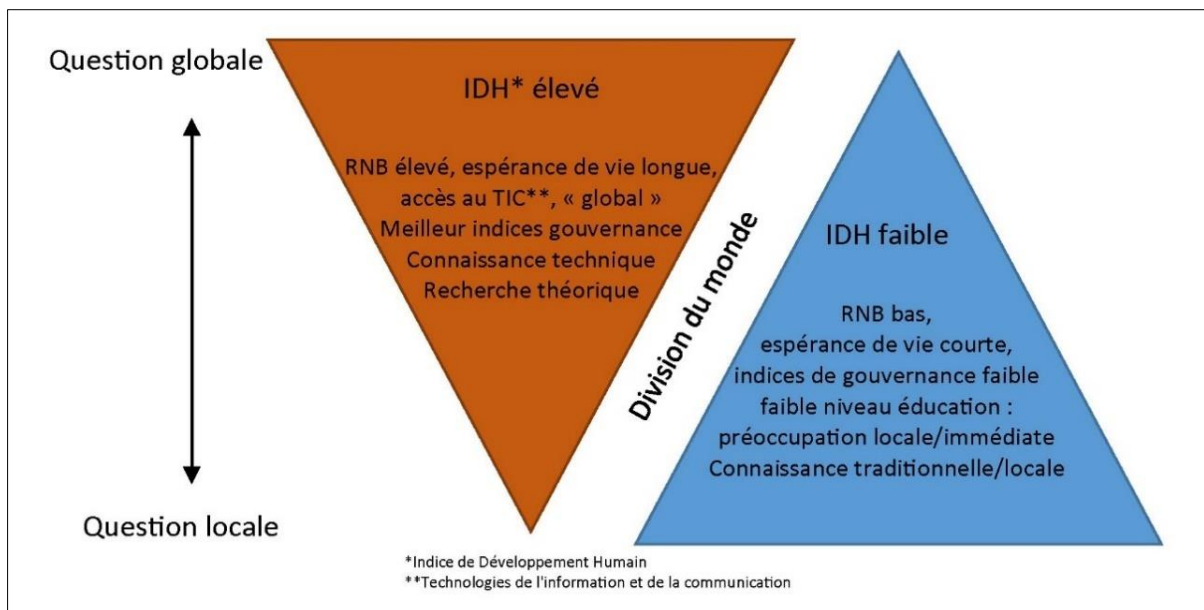 Question globale
IDH* élevé
RNB élevé, espérance de vie longue,
accès au TIC**, « global »
Meilleur indices gouvernance
Connaissance technique
Recherche théorique
Division du monde
IDH faible
RNB bas,
espérance de vie courte,
indices de gouvernance faible
faible niveau éducation :
préoccupation locale/immédiate
Connaissance traditionnelle/locale
Question locale
*Indice de Développement Humain
**Technologies de l'information et de la communication